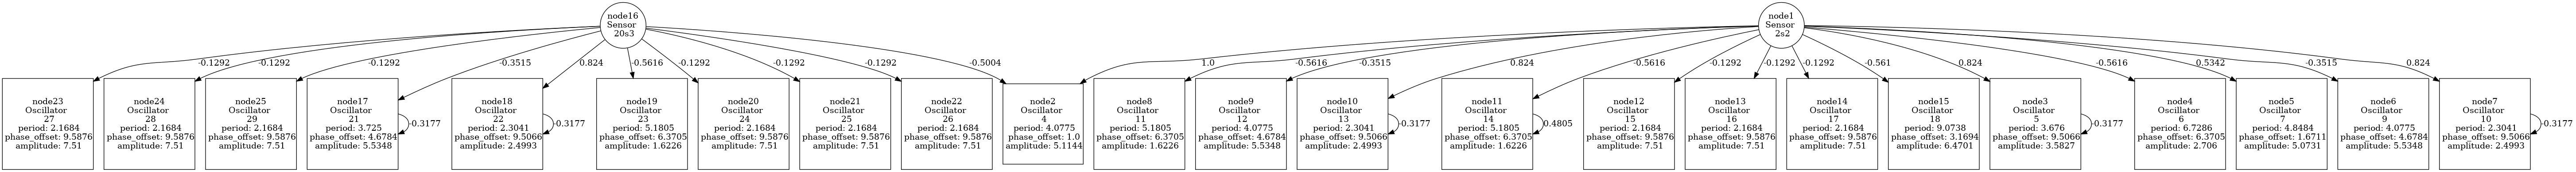 node16
Sensor
20s3
node1
Sensor
2s2
-0.1292
-0.1292
-0.1292
-0.3515
0.824
-0.5616
-0.1292
-0.1292
-0.1292
-0.5004
1.0
-0.5616
-0.3515
0.824
-0.5616
-0.1292
-0.1292
-0.1292
-0.561
0.824
-0.5616
0.5342
-0.3515
0.824
node23
Oscillator
27
period: 2.1684
phase_offset: 9.5876
amplitude: 7.51
node24
Oscillator
28
period: 2.1684
phase_offset: 9.5876
amplitude: 7.51
node25
Oscillator
29
period: 2.1684
phase_offset: 9.5876
amplitude: 7.51
node17
Oscillator
21
period: 3.725
phase_offset: 4.6784
amplitude: 5.5348
-0.3177
node18
Oscillator
22
period: 2.3041
phase_offset: 9.5066
amplitude: 2.4993
-0.3177
node19
Oscillator
23
period: 5.1805
phase_offset: 6.3705
amplitude: 1.6226
node20
Oscillator
24
period: 2.1684
phase_offset: 9.5876
amplitude: 7.51
node21
Oscillator
25
period: 2.1684
phase_offset: 9.5876
amplitude: 7.51
node22
Oscillator
26
period: 2.1684
phase_offset: 9.5876
amplitude: 7.51
node2
Oscillator
4
period: 4.0775
phase_offset: 1.0
amplitude: 5.1144
node8
Oscillator
11
period: 5.1805
phase_offset: 6.3705
amplitude: 1.6226
node9
Oscillator
12
period: 4.0775
phase_offset: 4.6784
amplitude: 5.5348
node10
Oscillator
13
period: 2.3041
phase_offset: 9.5066
amplitude: 2.4993
-0.3177
node11
Oscillator
14
period: 5.1805
phase_offset: 6.3705
amplitude: 1.6226
0.4805
node12
Oscillator
15
period: 2.1684
phase_offset: 9.5876
amplitude: 7.51
node13
Oscillator
16
period: 2.1684
phase_offset: 9.5876
amplitude: 7.51
node14
Oscillator
17
period: 2.1684
phase_offset: 9.5876
amplitude: 7.51
node15
Oscillator
18
period: 9.0738
phase_offset: 3.1694
amplitude: 6.4701
node3
Oscillator
5
period: 3.676
phase_offset: 9.5066
amplitude: 3.5827
-0.3177
node4
Oscillator
6
period: 6.7286
phase_offset: 6.3705
amplitude: 2.706
node5
Oscillator
7
period: 4.8484
phase_offset: 1.6711
amplitude: 5.0731
node6
Oscillator
9
period: 4.0775
phase_offset: 4.6784
amplitude: 5.5348
node7
Oscillator
10
period: 2.3041
phase_offset: 9.5066
amplitude: 2.4993
-0.3177